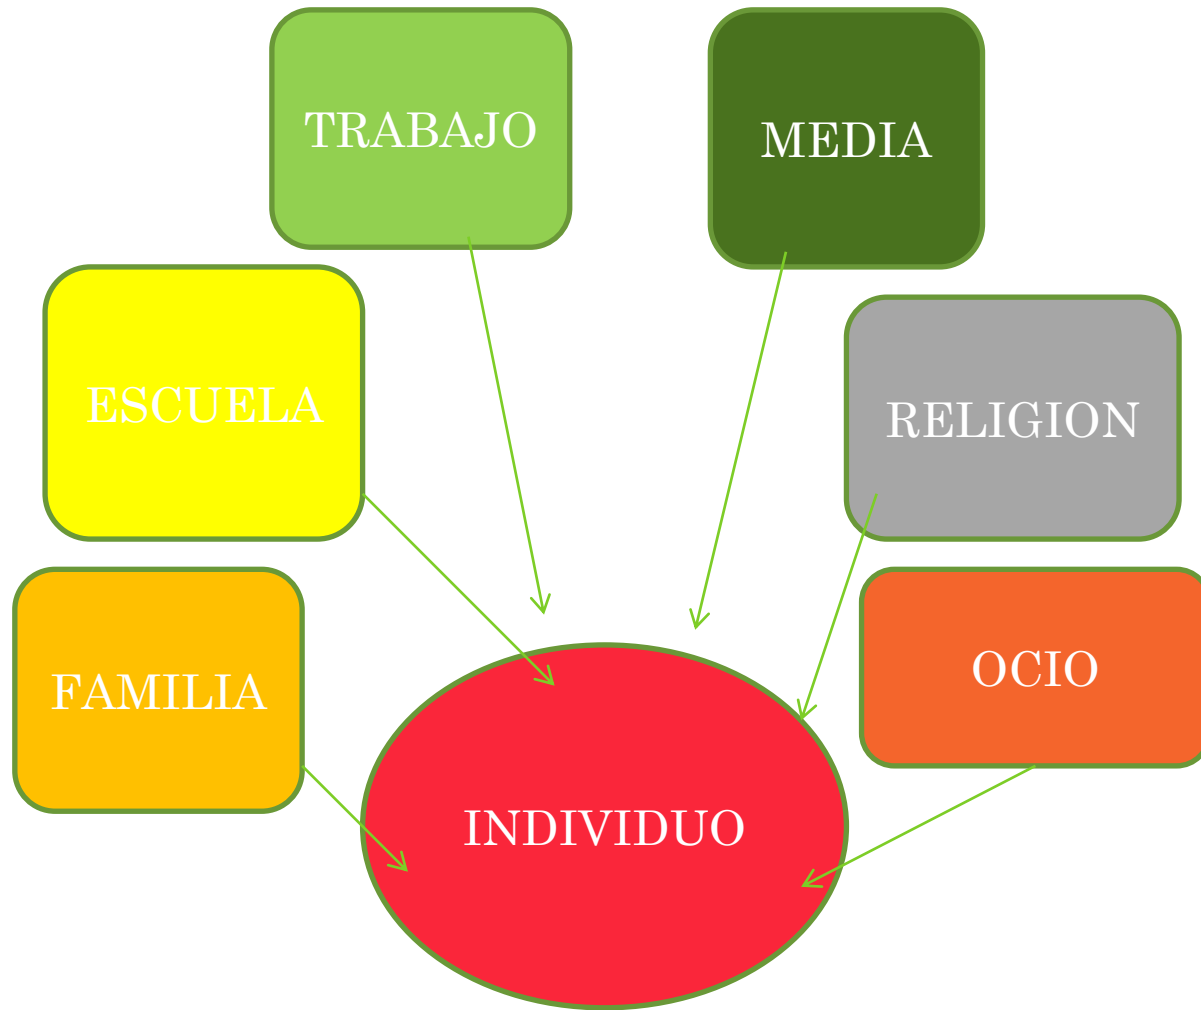 TRABAJO
MEDIA
ESCUELA
RELIGION
FAMILIA
OCIO
INDIVIDUO